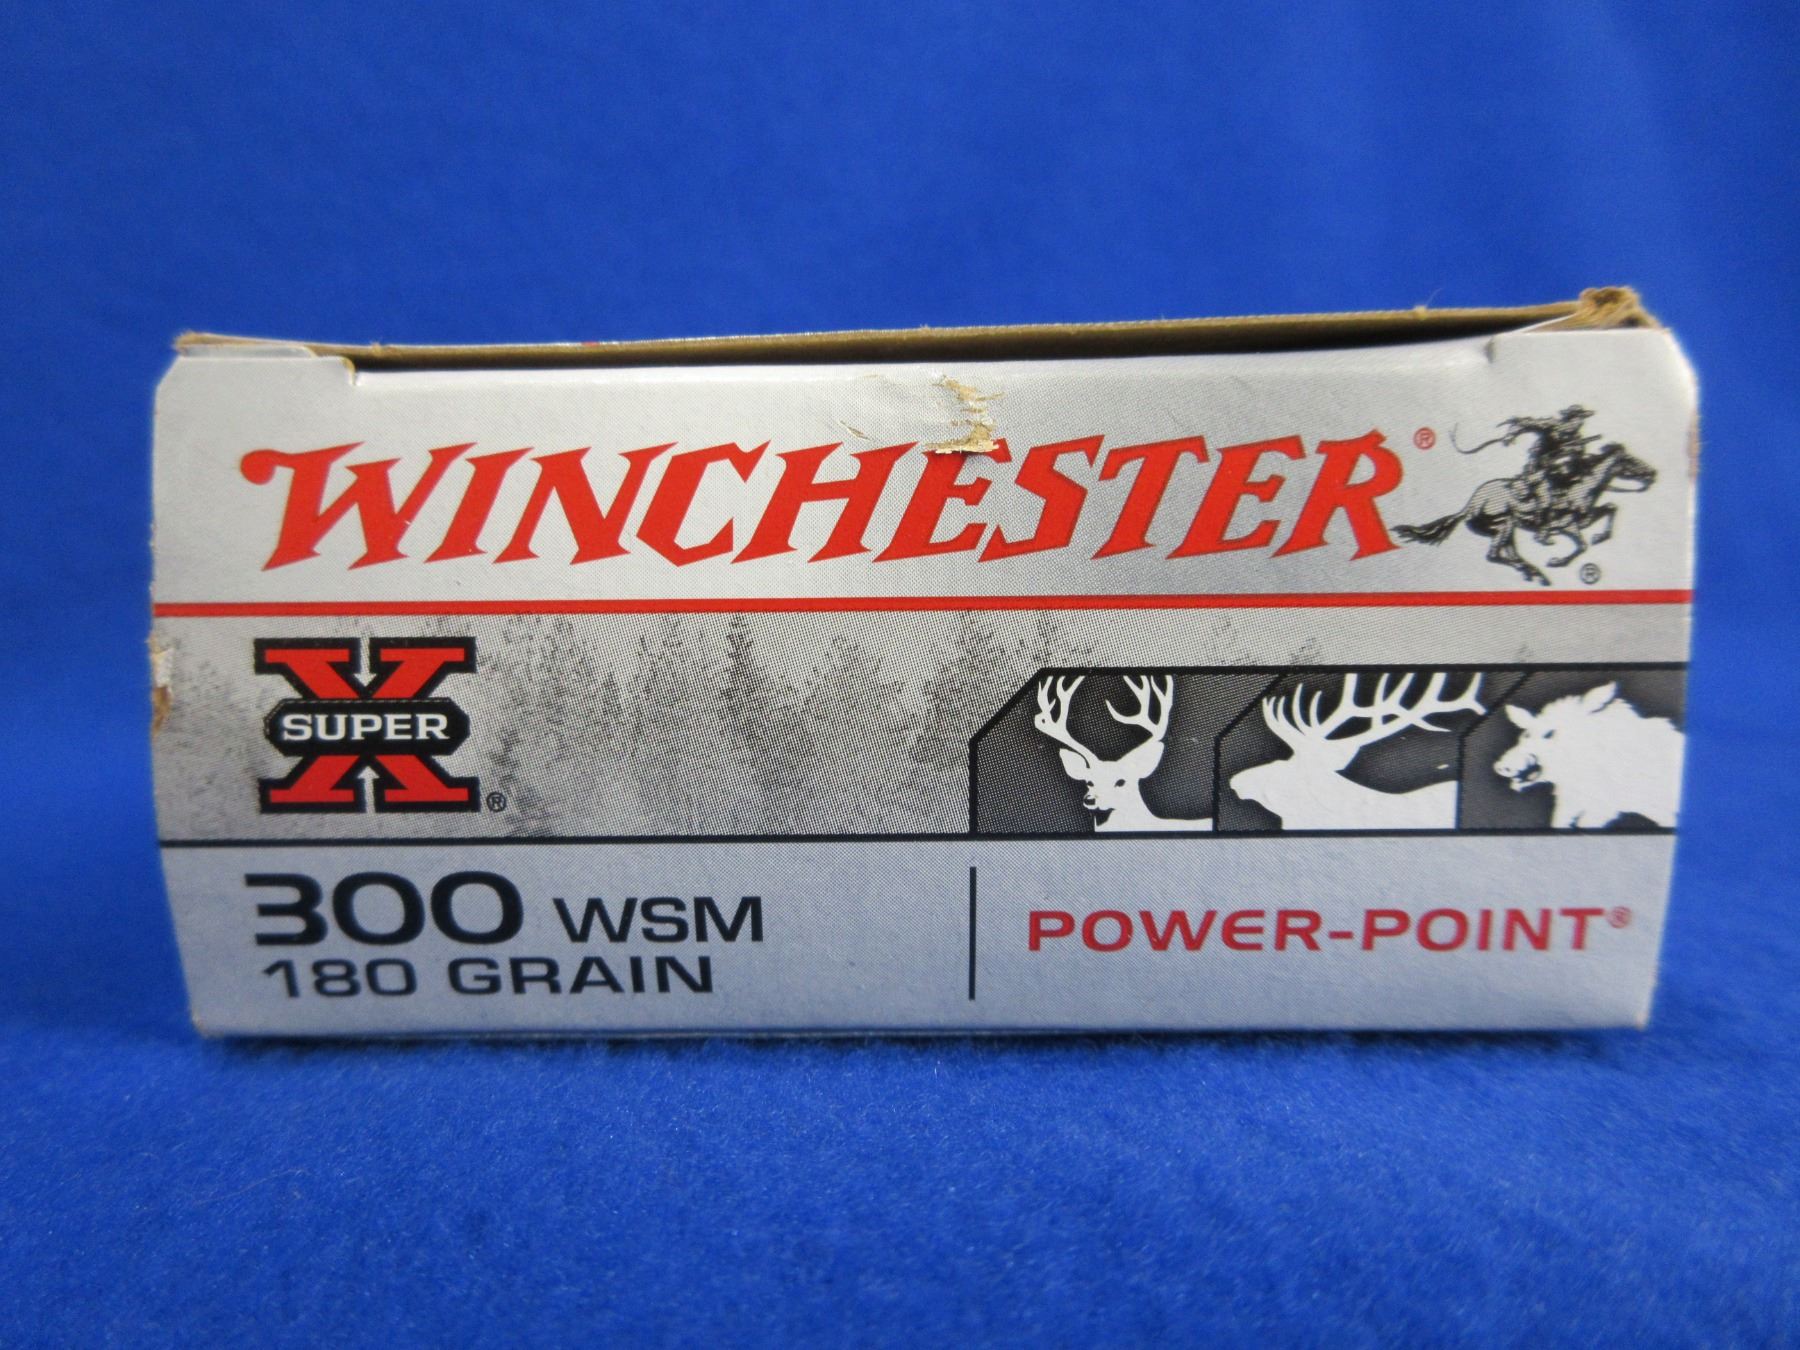 WINCHESTER®
®
X
SUPER
®
300 WSM
180 GRAIN
POWER-POINT®